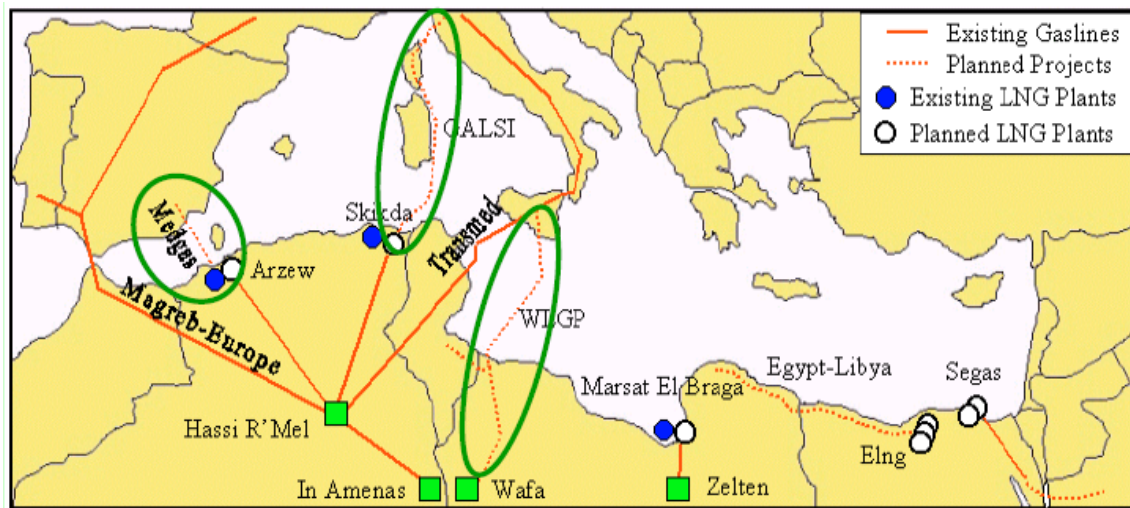 Existing Gaslines
Planned Projects
Existing LNG Plants
Planned LNG Plants
GALSI
Medges
Skikda
Transmed
Arzew
Magreb-Europe
WLGP
Marsat El Braga
Egypt-Libya
Segas
Hassi R'Mel
Elng
In Amenas
Wafa
Zelten